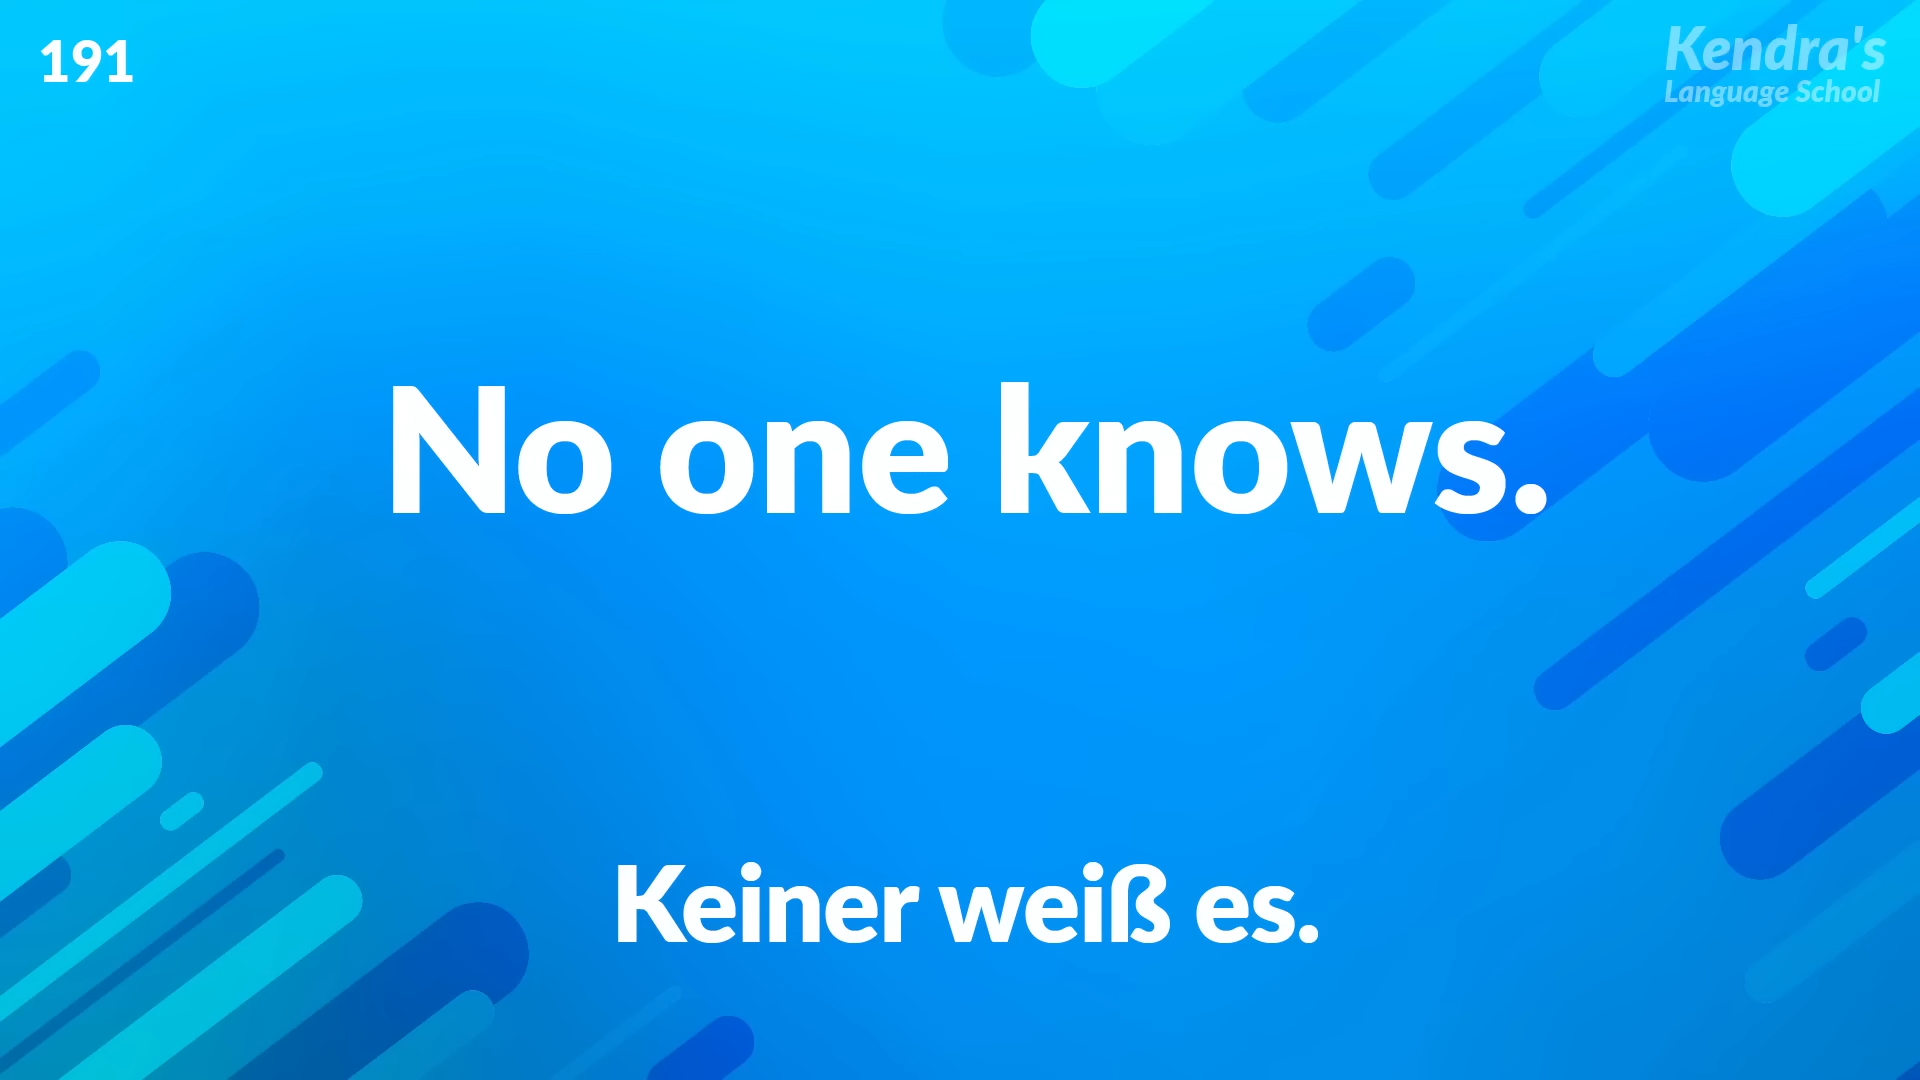 191
Kendra's
Language School
No one knows.
Keiner weiß es.